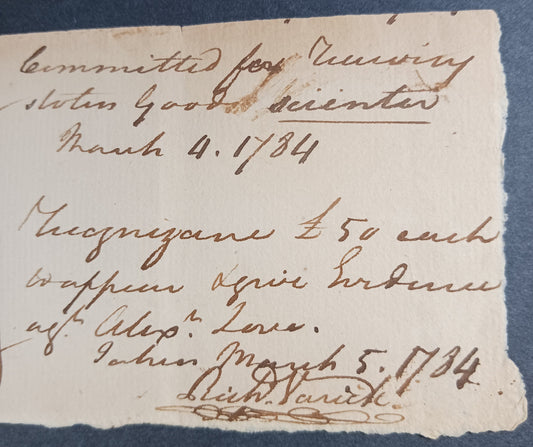 Committed for Receiving
stolen Goods scienter
March 4. 1784
Recognizance £ 50 each
to appear & give Evidence
agt. Alexr. Love.
Taken March 5. 1784
Richd. Varick